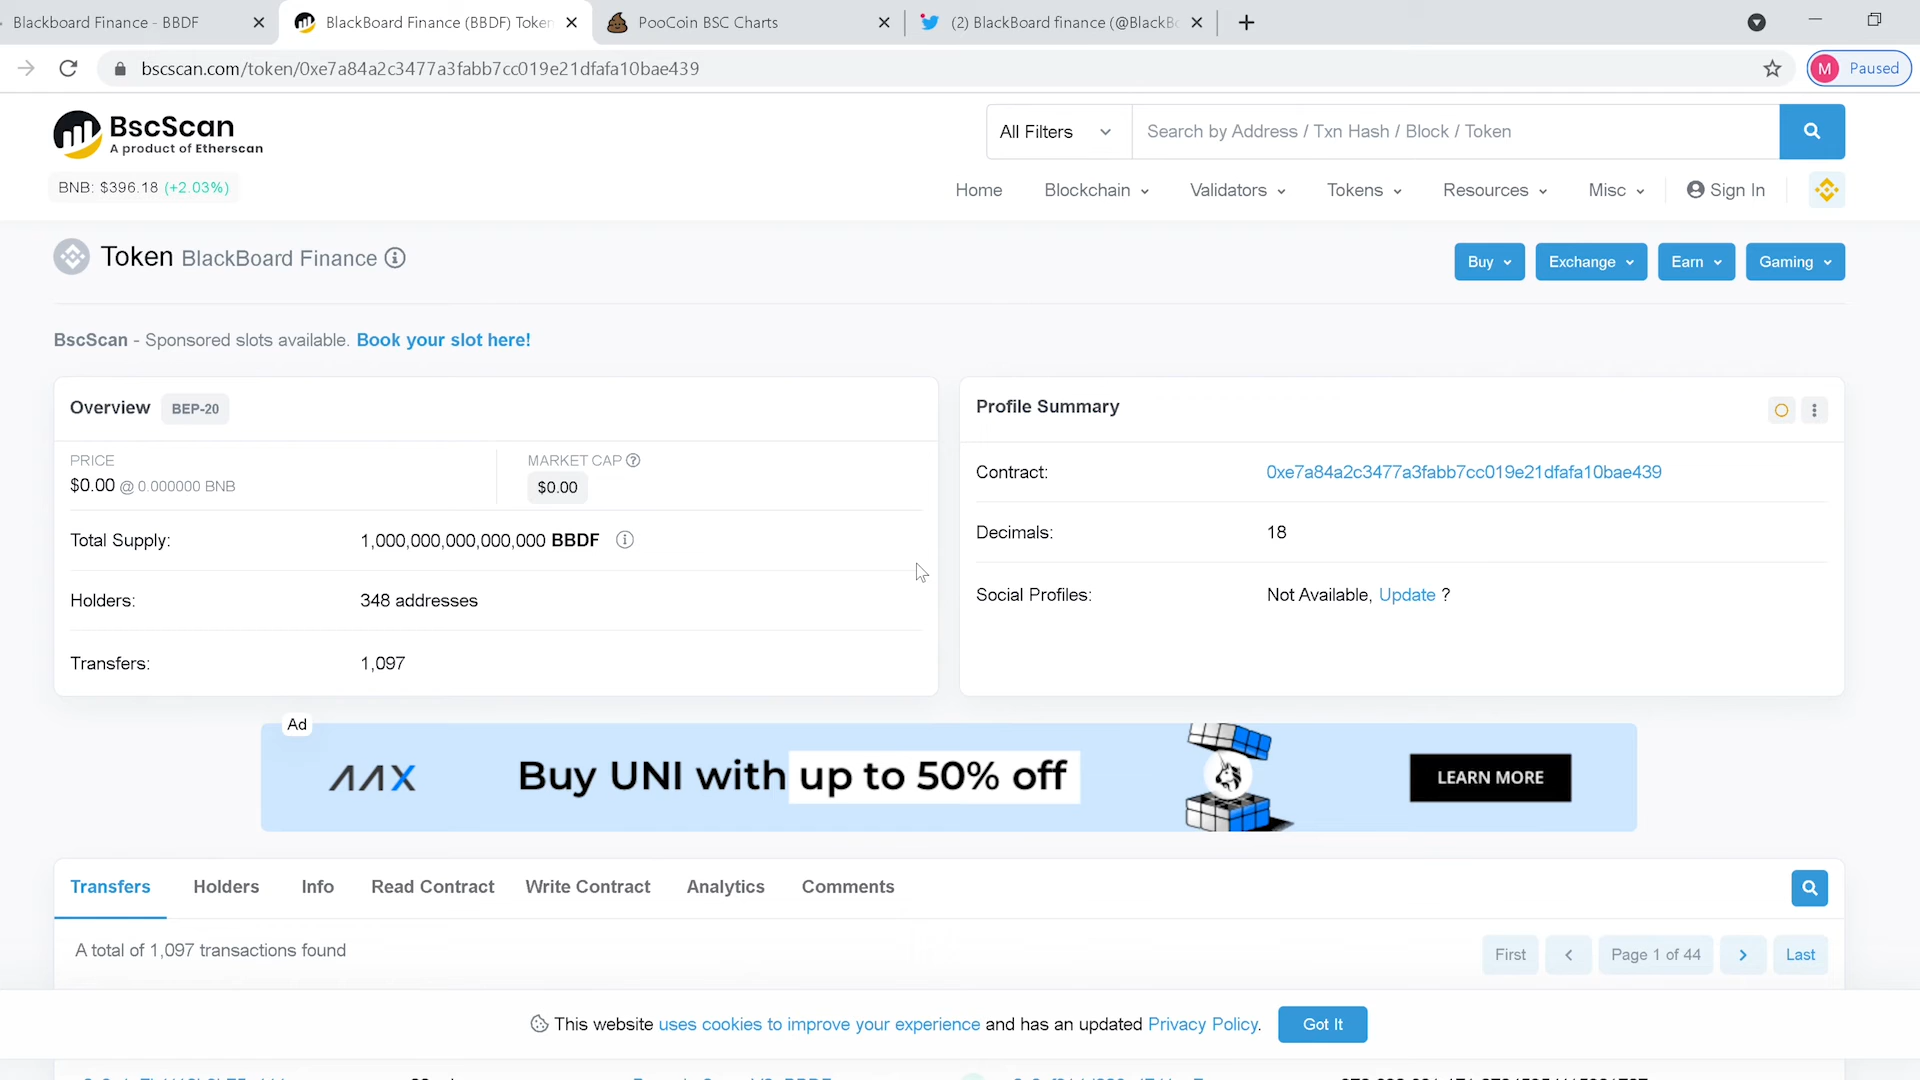 Blackboard Finance - BBDF
BlackBoard Finance (BBDF) Token
PooCoin BSC Charts
(2) BlackBoard finance (@BlackBo
bscscan.com/token/0xe7a84a2c3477a3fabb7cc019e21dfafa10bae439
M Paused
BscScan
A product of Etherscan
All Filters
Search by Address / Txn Hash / Block / Token
BNB: $396.18 (+2.03%)
Home Blockchain Validators Tokens Resources Misc Sign In
Token BlackBoard Finance
Buy Exchange Earn Gaming
BscScan - Sponsored slots available. Book your slot here!
Overview BEP-20
PRICE
$0.00 @ 0.000000 BNB
MARKET CAP
$0.00
Total Supply: 1,000,000,000,000,000 BBDF
Holders: 348 addresses
Transfers: 1,097
Profile Summary
Contract: 0xe7a84a2c3477a3fabb7cc019e21dfafa10bae439
Decimals: 18
Social Profiles: Not Available, Update ?
Ad
AAX
Buy UNI with up to 50% off
LEARN MORE
Transfers Holders Info Read Contract Write Contract Analytics Comments
A total of 1,097 transactions found
First Page 1 of 44 Last
This website uses cookies to improve your experience and has an updated Privacy Policy.
Got It